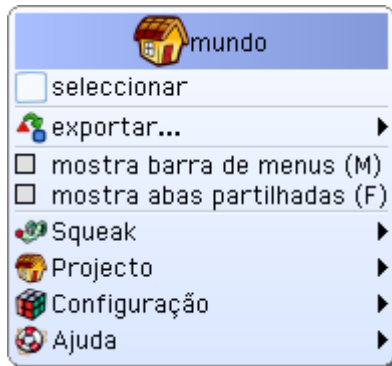 mundo
seleccionar
exportar...
mostra barra de menus (M)
mostra abas partilhadas (F)
Squeak
Projecto
Configuração
Ajuda